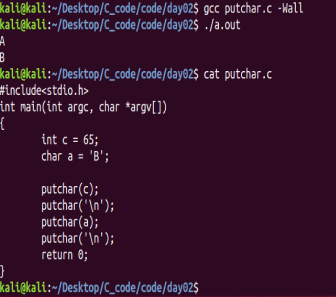 kali@kali:~/Desktop/C_code/code/day02$ gcc putchar.c -Wall
kali@kali:~/Desktop/C_code/code/day02$ ./a.out
A
B
kali@kali:~/Desktop/C_code/code/day02$ cat putchar.c
#include<stdio.h>
int main(int argc, char *argv[])
{
        int c = 65;
        char a = 'B';

        putchar(c);
        putchar('\n');
        putchar(a);
        putchar('\n');
        return 0;
}
kali@kali:~/Desktop/C_code/code/day02$